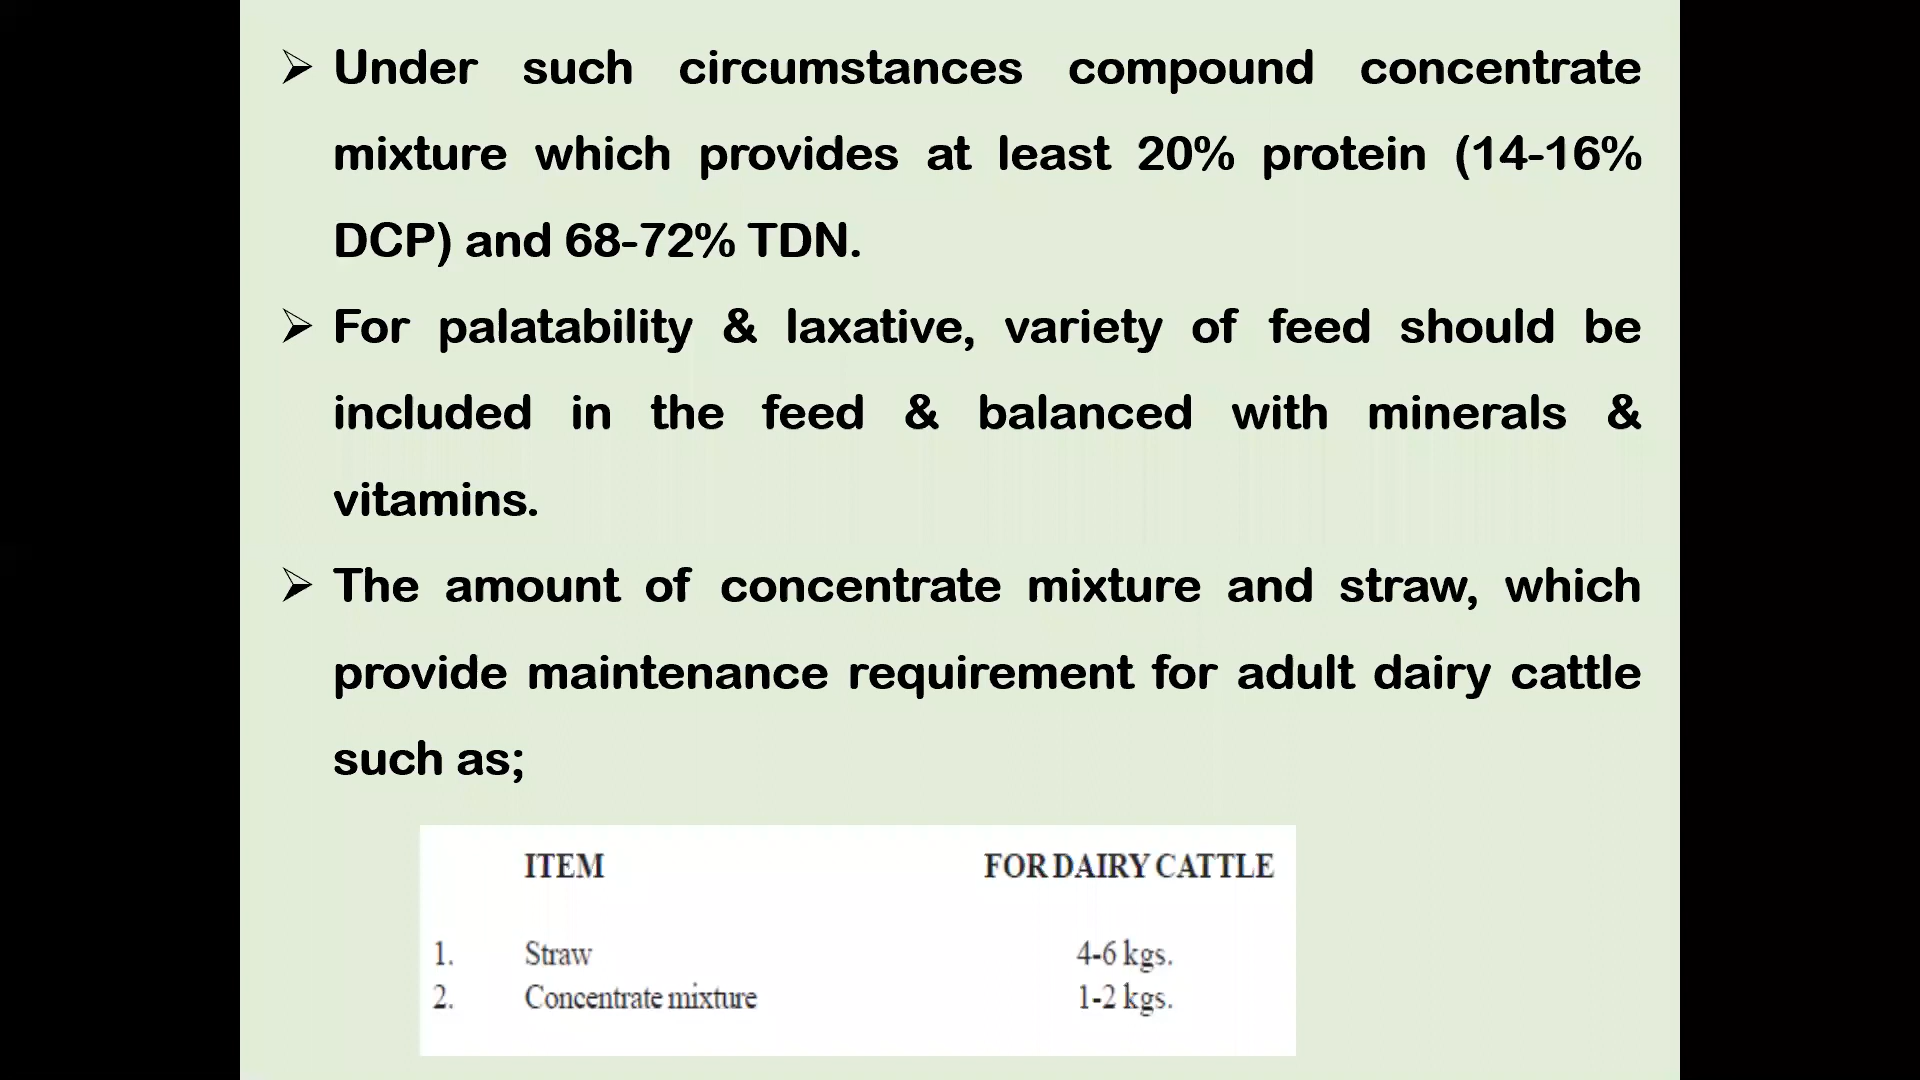 ➢ Under such circumstances compound concentrate
mixture which provides at least 20% protein (14-16%
DCP) and 68-72% TDN.
➢ For palatability & laxative, variety of feed should be
included in the feed & balanced with minerals &
vitamins.
➢ The amount of concentrate mixture and straw, which
provide maintenance requirement for adult dairy cattle
such as;
ITEM FOR DAIRY CATTLE
1. Straw 4-6 kgs.
2. Concentrate mixture 1-2 kgs.